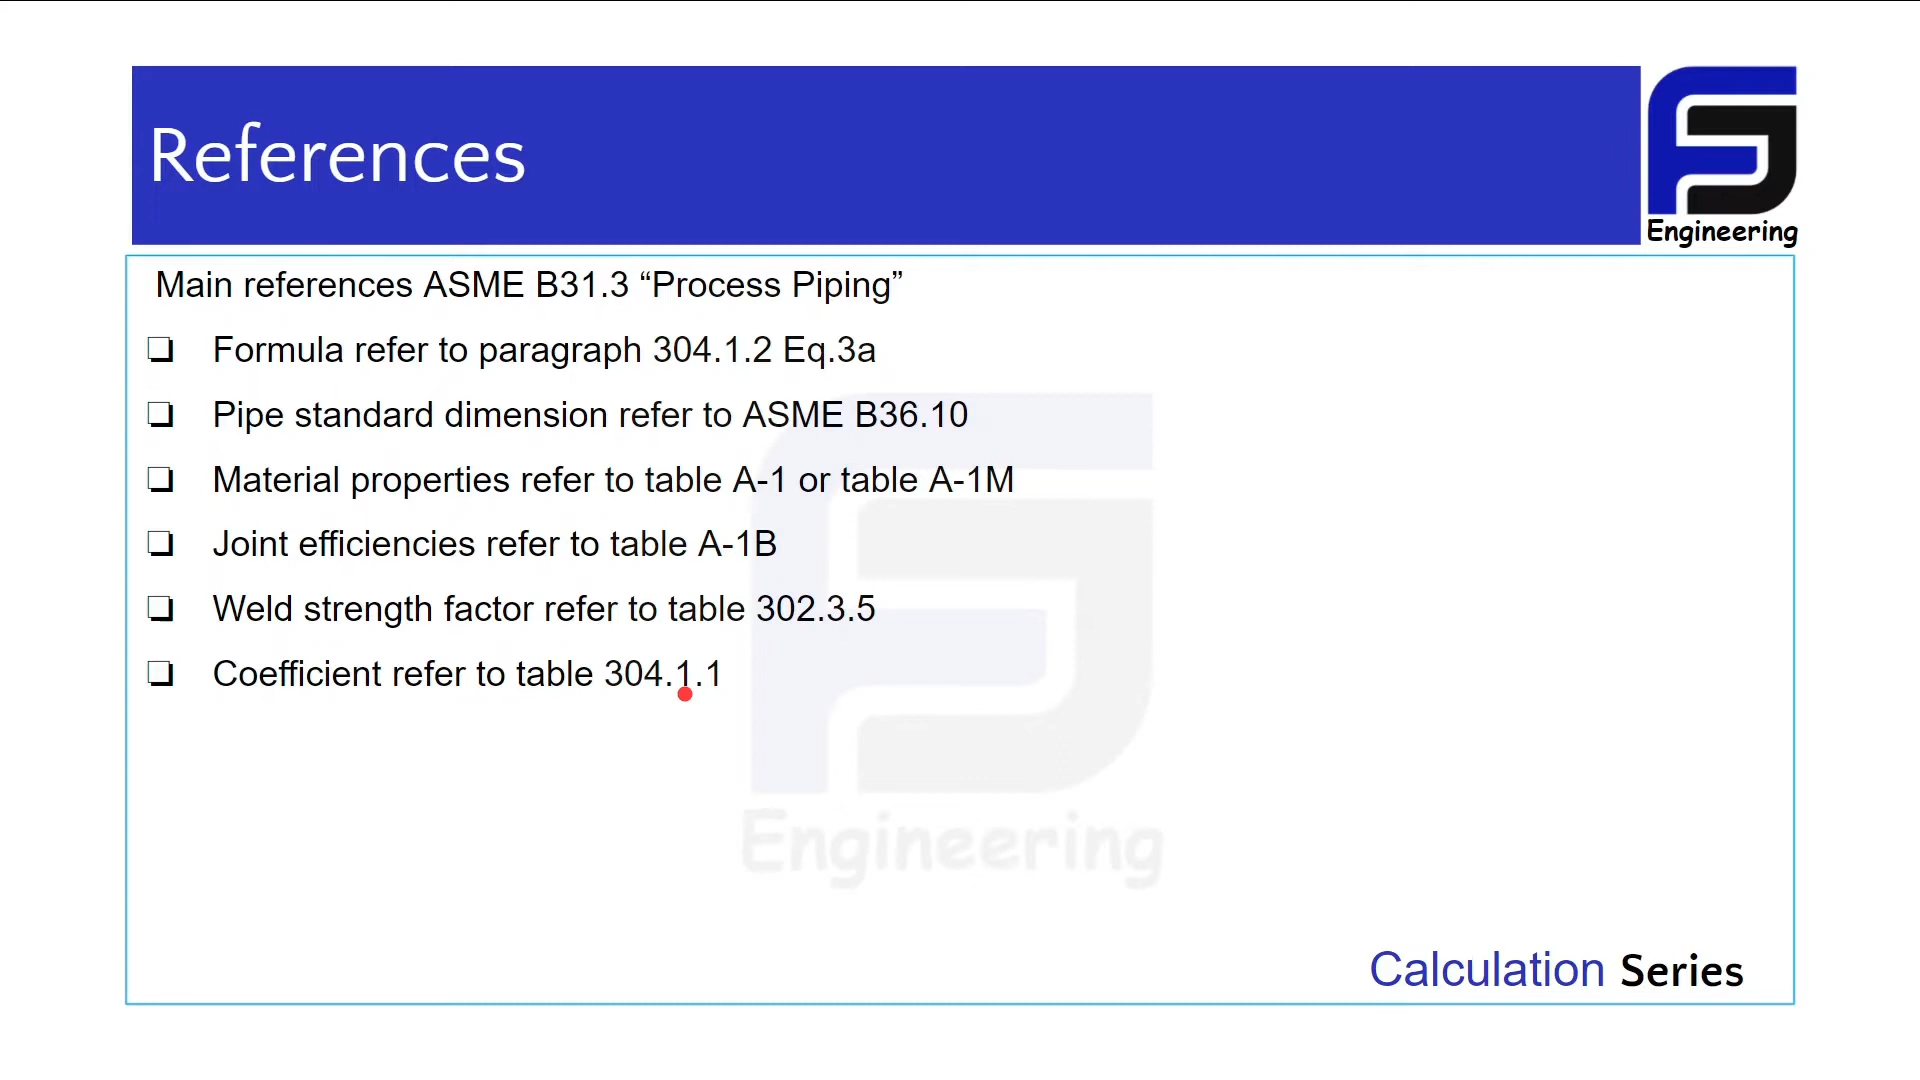 References
Engineering
Main references ASME B31.3 “Process Piping”
❑ Formula refer to paragraph 304.1.2 Eq.3a
❑ Pipe standard dimension refer to ASME B36.10
❑ Material properties refer to table A-1 or table A-1M
❑ Joint efficiencies refer to table A-1B
❑ Weld strength factor refer to table 302.3.5
❑ Coefficient refer to table 304.1.1
Engineering
Calculation Series